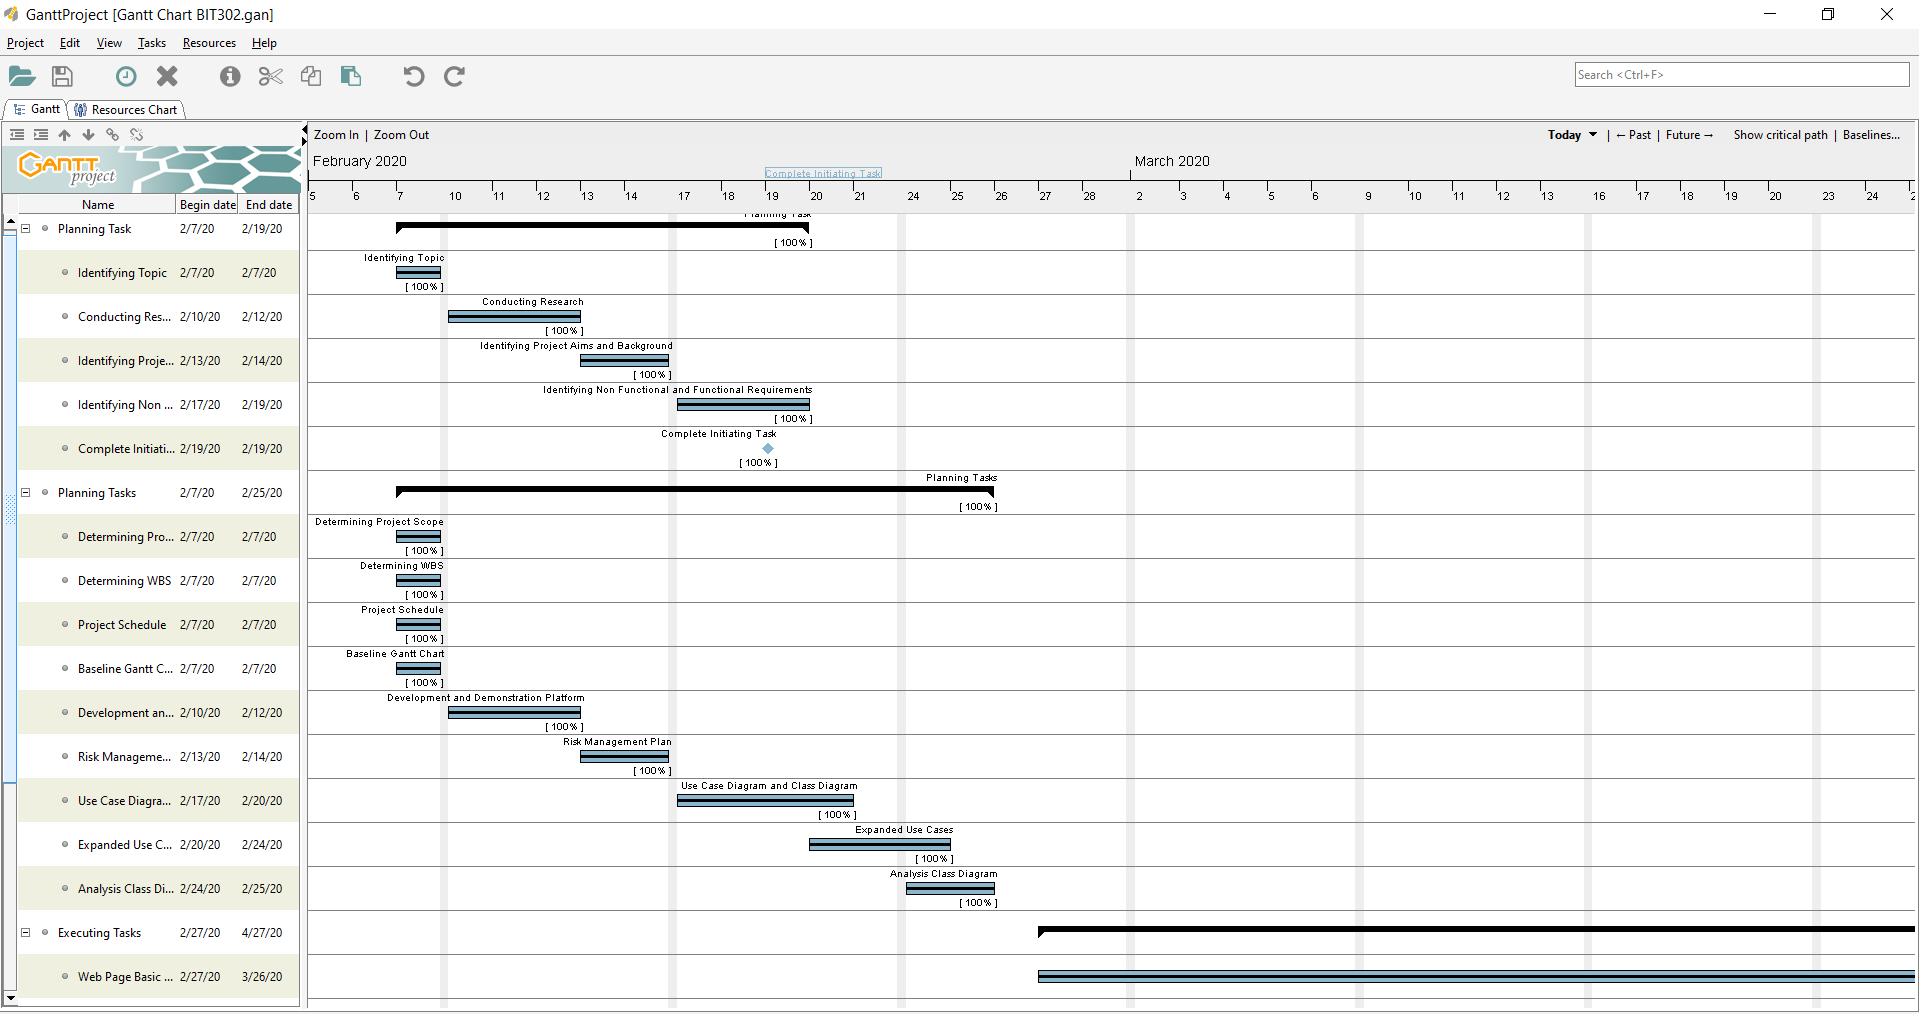 GanttProject [Gantt Chart BIT302.gan]
Project Edit View Tasks Resources Help
Search <Ctrl+F>
Gantt Resources Chart
Zoom In | Zoom Out Today | ← Past | Future → Show critical path | Baselines...
GANTT project
February 2020 March 2020
Complete Initiating Task
5 6 7 10 11 12 13 14 17 18 19 20 21 24 25 26 27 28 2 3 4 5 6 9 10 11 12 13 16 17 18 19 20 23 24 25
Name Begin date End date
Planning Task 2/7/20 2/19/20 Planning Task
[ 100% ]
Identifying Topic
Identifying Topic 2/7/20 2/7/20
[ 100% ]
Conducting Research
Conducting Res... 2/10/20 2/12/20
[ 100% ]
Identifying Project Aims and Background
Identifying Proje... 2/13/20 2/14/20
[ 100% ]
Identifying Non Functional and Functional Requirements
Identifying Non ... 2/17/20 2/19/20
[ 100% ]
Complete Initiating Task
Complete Initiati... 2/19/20 2/19/20
[ 100% ]
Planning Tasks
Planning Tasks 2/7/20 2/25/20
[ 100% ]
Determining Project Scope
Determining Pro... 2/7/20 2/7/20
[ 100% ]
Determining WBS
Determining WBS 2/7/20 2/7/20
[ 100% ]
Project Schedule
Project Schedule 2/7/20 2/7/20
[ 100% ]
Baseline Gantt Chart
Baseline Gantt C... 2/7/20 2/7/20
[ 100% ]
Development and Demonstration Platform
Development an... 2/10/20 2/12/20
[ 100% ]
Risk Management Plan
Risk Manageme... 2/13/20 2/14/20
[ 100% ]
Use Case Diagram and Class Diagram
Use Case Diagra... 2/17/20 2/20/20
[ 100% ]
Expanded Use Cases
Expanded Use C... 2/20/20 2/24/20
[ 100% ]
Analysis Class Diagram
Analysis Class Di... 2/24/20 2/25/20
[ 100% ]
Executing Tasks 2/27/20 4/27/20
Web Page Basic ... 2/27/20 3/26/20